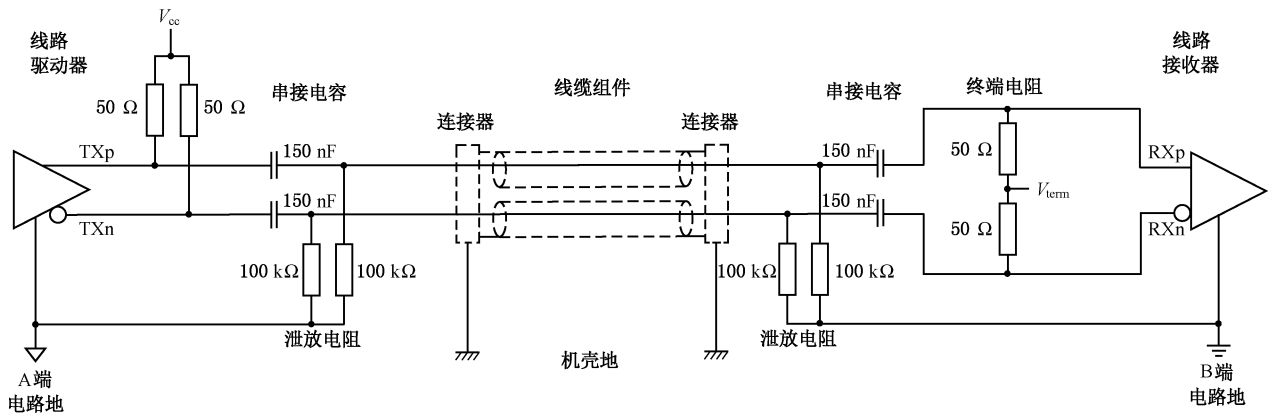 V_cc
线路
驱动器
50 Ω
50 Ω
串接电容
线缆组件
串接电容
终端电阻
线路
接收器
连接器
连接器
TXp
150 nF
150 nF
50 Ω
RXp
V_term
TXn
150 nF
150 nF
50 Ω
RXn
100 kΩ
100 kΩ
100 kΩ
100 kΩ
泄放电阻
泄放电阻
机壳地
A端
电路地
B端
电路地